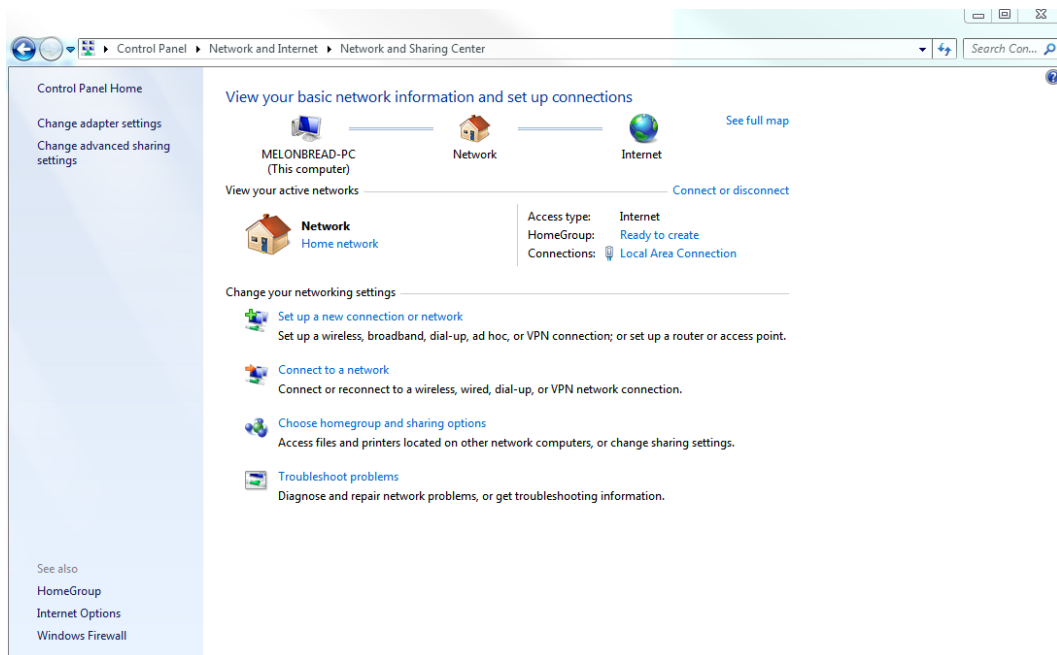 Control Panel
Network and Internet
Network and Sharing Center
Search Con...
Control Panel Home
Change adapter settings
Change advanced sharing
settings
View your basic network information and set up connections
See full map
MELONBREAD-PC
(This computer)
Network
Internet
View your active networks
Connect or disconnect
Network
Home network
Access type: Internet
HomeGroup: Ready to create
Connections: Local Area Connection
Change your networking settings
Set up a new connection or network
Set up a wireless, broadband, dial-up, ad hoc, or VPN connection; or set up a router or access point.
Connect to a network
Connect or reconnect to a wireless, wired, dial-up, or VPN network connection.
Choose homegroup and sharing options
Access files and printers located on other network computers, or change sharing settings.
Troubleshoot problems
Diagnose and repair network problems, or get troubleshooting information.
See also
HomeGroup
Internet Options
Windows Firewall